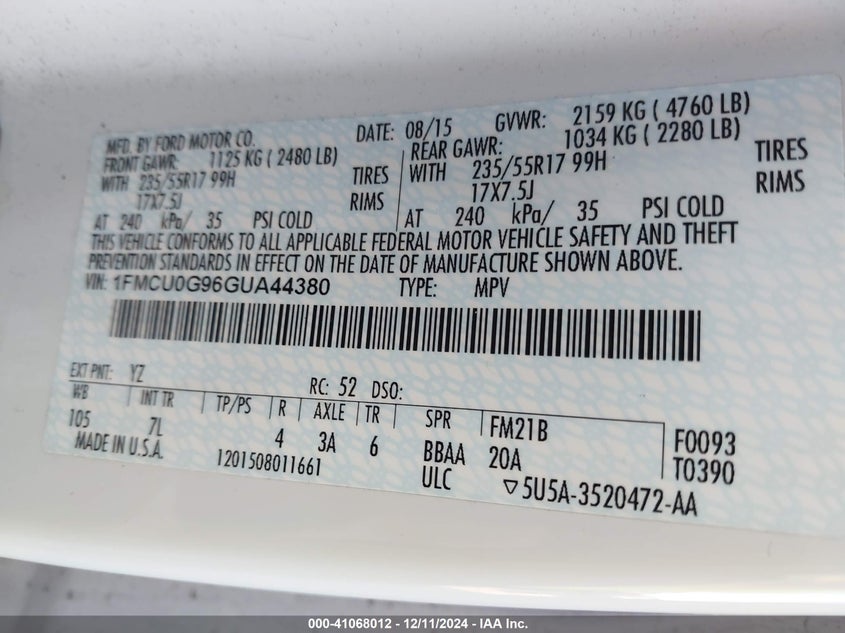 MFD. BY FORD MOTOR CO. DATE: 08/15 GVWR: 2159 KG ( 4760 LB)
FRONT GAWR: 1125 KG ( 2480 LB) REAR GAWR: 1034 KG ( 2280 LB)
WITH 235/55R17 99H TIRES WITH 235/55R17 99H TIRES
17X7.5J RIMS 17X7.5J RIMS
AT 240 kPa/ 35 PSI COLD AT 240 kPa/ 35 PSI COLD
THIS VEHICLE CONFORMS TO ALL APPLICABLE FEDERAL MOTOR VEHICLE SAFETY AND THEFT
PREVENTION STANDARDS IN EFFECT ON THE DATE OF MANUFACTURE SHOWN ABOVE.
VIN: 1FMCU0G96GUA44380 TYPE: MPV
EXT PNT: YZ RC: 52 DSO:
WB INT TR TP/PS R AXLE TR SPR FM21B F0093
105 7L 4 3A 6 BBAA 20A T0390
MADE IN U.S.A. 1201508011661 ULC ▽5U5A-3520472-AA
000-41068012 - 12/11/2024 - IAA Inc.